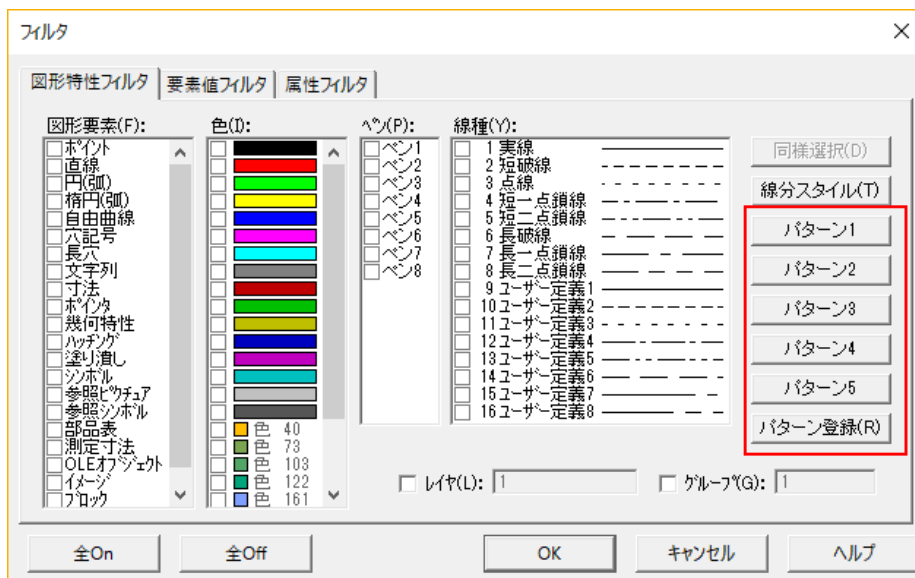 フィルタ
図形特性フィルタ 要素値フィルタ 属性フィルタ
図形要素(F): 色(I): ペン(P): 線種(Y):
ポイント
直線
円(弧)
楕円(弧)
自由曲線
穴記号
長穴
文字列
寸法
ポインタ
幾何特性
ハッチング
塗り潰し
シンボル
参照ピクチュア
参照シンボル
部品表
測定寸法
OLEオブジェクト
イメージ
ブロック
色 40
色 73
色 103
色 122
色 161
ペン1
ペン2
ペン3
ペン4
ペン5
ペン6
ペン7
ペン8
1 実線
2 短破線
3 点線
4 短一点鎖線
5 短二点鎖線
6 長破線
7 長一点鎖線
8 長二点鎖線
9 ユーザー定義1
10 ユーザー定義2
11 ユーザー定義3
12 ユーザー定義4
13 ユーザー定義5
14 ユーザー定義6
15 ユーザー定義7
16 ユーザー定義8
同様選択(D)
線分スタイル(T)
パターン1
パターン2
パターン3
パターン4
パターン5
パターン登録(R)
レイヤ(L): 1 グループ(G): 1
全On 全Off OK キャンセル ヘルプ